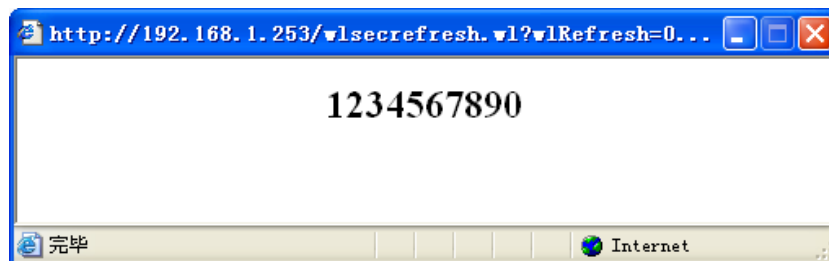 http://192.168.1.253/wlsecrefresh.wl?wlRefresh=0...
1234567890
完毕
Internet